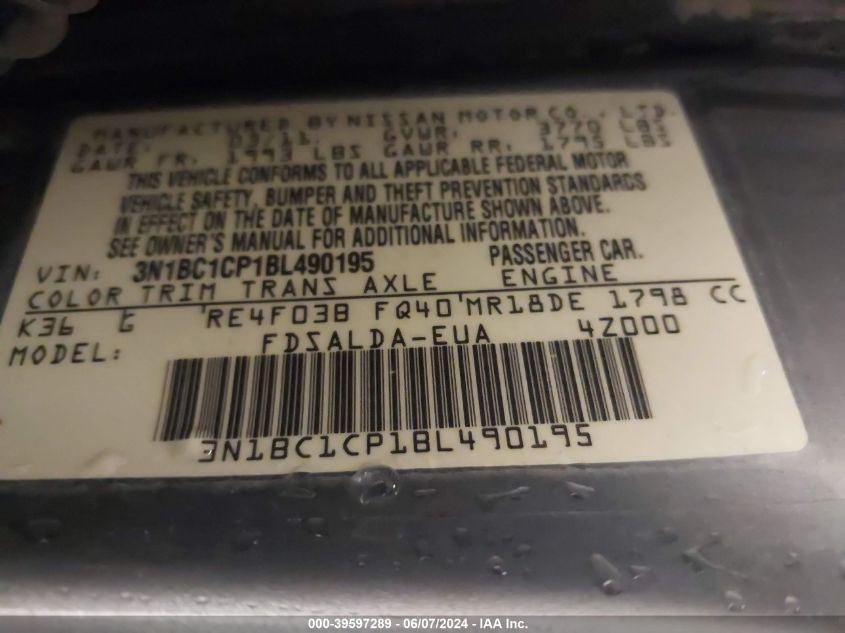 MANUFACTURED BY NISSAN MOTOR CO., LTD.
DATE: 03/11 GVWR: 3770 LBS
GAWR FR. 1993 LBS GAWR RR: 1795 LBS
THIS VEHICLE CONFORMS TO ALL APPLICABLE FEDERAL MOTOR
VEHICLE SAFETY, BUMPER AND THEFT PREVENTION STANDARDS
IN EFFECT ON THE DATE OF MANUFACTURE SHOWN ABOVE.
SEE OWNER'S MANUAL FOR ADDITIONAL INFORMATION.
VIN: 3N1BC1CP1BL490195 PASSENGER CAR.
COLOR TRIM TRANS AXLE ENGINE
K36 G RE4F03B FQ40 MR18DE 1798 CC
MODEL: FDSALDA-EUA 4Z000
3N1BC1CP1BL490195
000-39597289 - 06/07/2024 - IAA Inc.